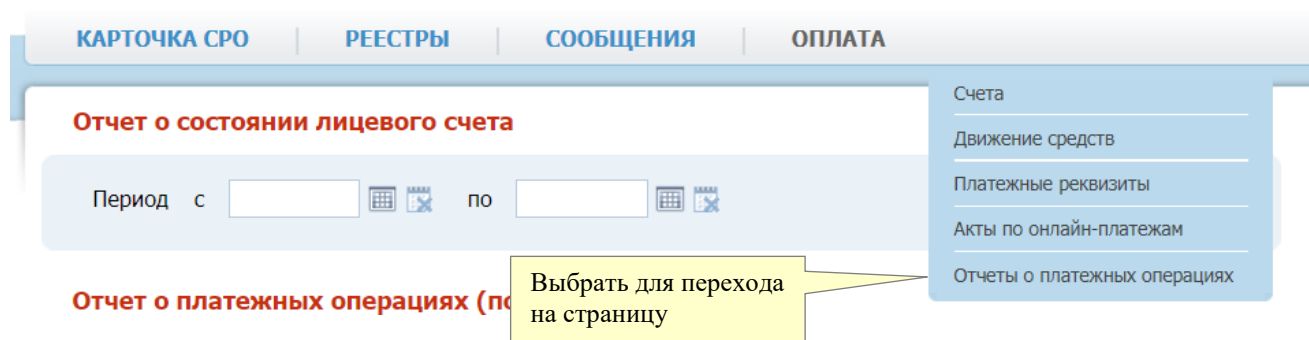 КАРТОЧКА СРО РЕЕСТРЫ СООБЩЕНИЯ ОПЛАТА
Счета
Отчет о состоянии лицевого счета
Движение средств
Период с по
Платежные реквизиты
Акты по онлайн-платежам
Отчеты о платежных операциях
Выбрать для перехода
на страницу
Отчет о платежных операциях